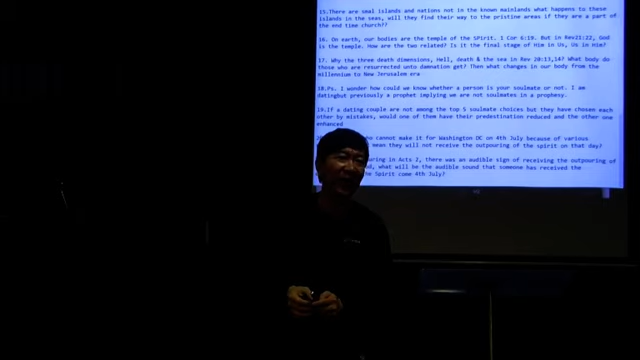 15.There are smal islands and nations not in the known mainlands what happens to these
islands in the seas, will they find their way to the pristine areas if they are a part of
the end time church??
16. On earth, our bodies are the temple of the SPirit. 1 Cor 6:19. But in Rev21:22, God
is the temple. How are the two related? Is it the final stage of Him in Us, Us in Him?
17. Why the three death dimensions, Hell, death & the sea in Rev 20:13,14? What body do
those who are resurrected unto damnation get? Then what changes in our body from the
millennium to New Jerusalem era
18.Ps. I wonder how could we know whether a person is your soulmate or not. I am
datingbut previously a prophet implying we are not soulmates in a prophesy.
19.If a dating couple are not among the top 5 soulmate choices but they have chosen each
other by mistakes, would one of them have their predestination reduced and the other one
enhanced
who cannot make it for Washington DC on 4th July because of various
mean they will not receive the outpouring of the spirit on that day?
uring in Acts 2, there was an audible sign of receiving the outpouring of
what will be the audible sound that someone has received the
he Spirit come 4th July?